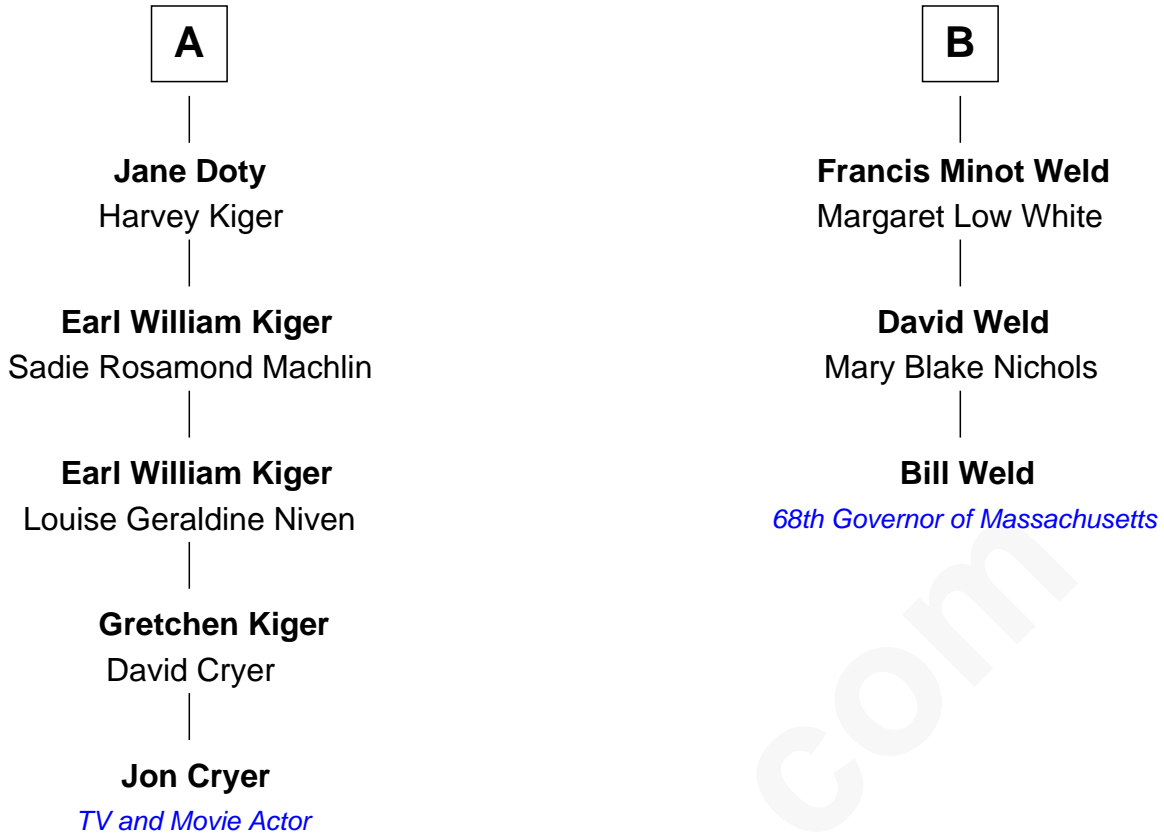 A
Jane Doty
Harvey Kiger
Earl William Kiger
Sadie Rosamond Machlin
Earl William Kiger
Louise Geraldine Niven
Gretchen Kiger
David Cryer
Jon Cryer
TV and Movie Actor
B
Francis Minot Weld
Margaret Low White
David Weld
Mary Blake Nichols
Bill Weld
68th Governor of Massachusetts
com